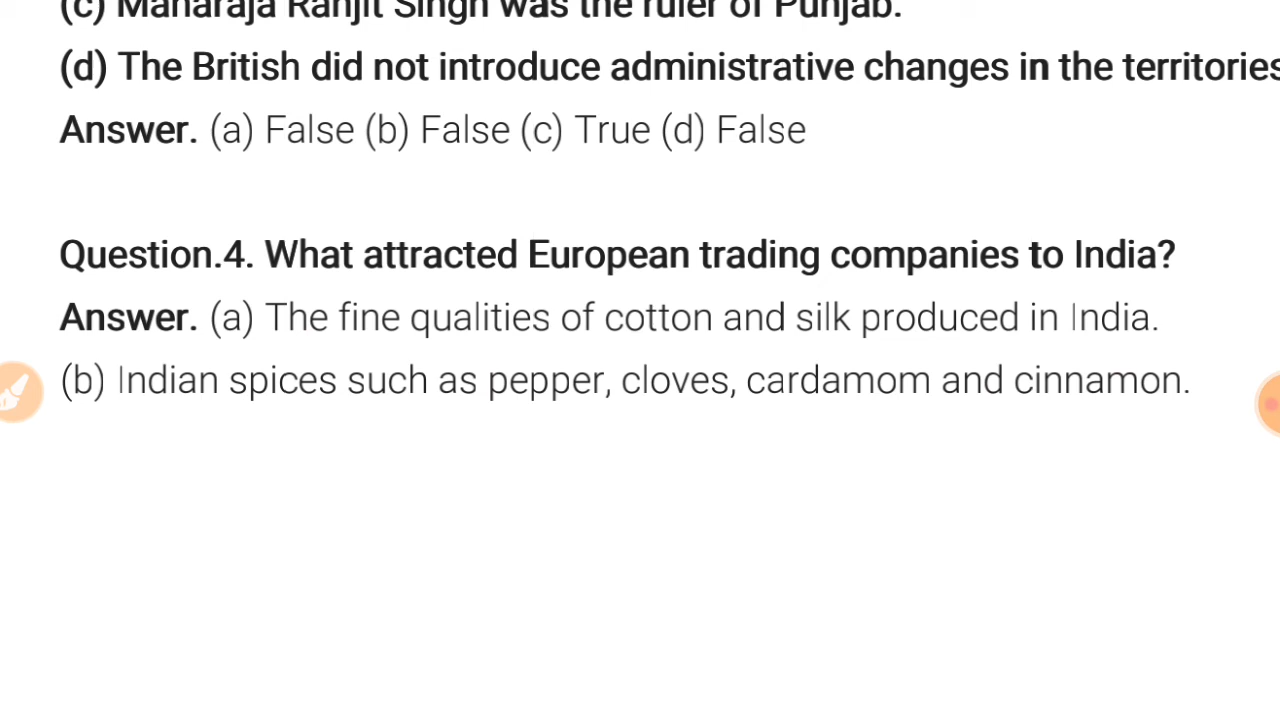 (c) Maharaja Ranjit Singh was the ruler of Punjab.
(d) The British did not introduce administrative changes in the territories
Answer. (a) False (b) False (c) True (d) False
Question.4. What attracted European trading companies to India?
Answer. (a) The fine qualities of cotton and silk produced in India.
(b) Indian spices such as pepper, cloves, cardamom and cinnamon.